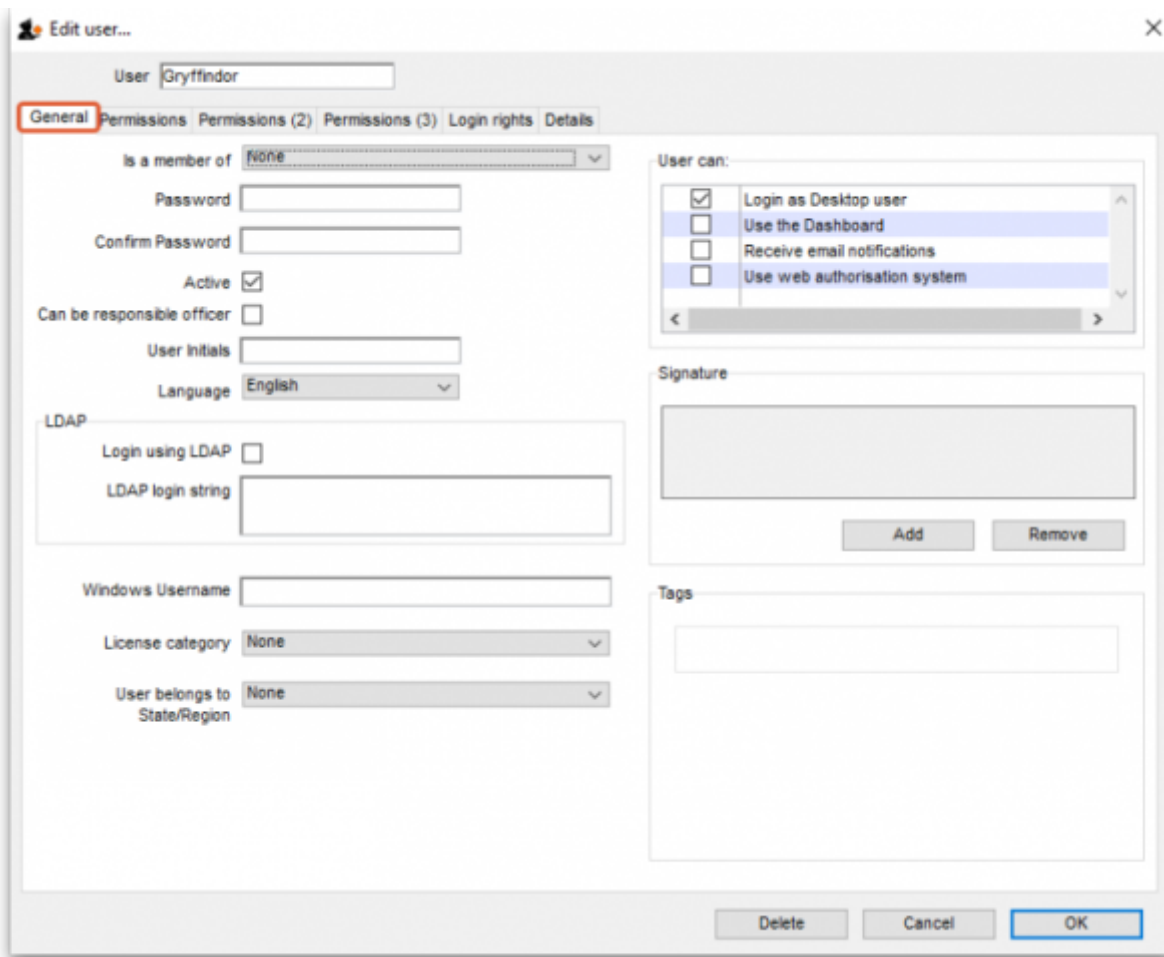 Edit user...
User Gryffindor
General Permissions Permissions (2) Permissions (3) Login rights Details
Is a member of None
Password
Confirm Password
Active
Can be responsible officer
User Initials
Language English
LDAP
Login using LDAP
LDAP login string
Windows Username
License category None
User belongs to None
State/Region
User can:
Login as Desktop user
Use the Dashboard
Receive email notifications
Use web authorisation system
Signature
Add Remove
Tags
Delete Cancel OK